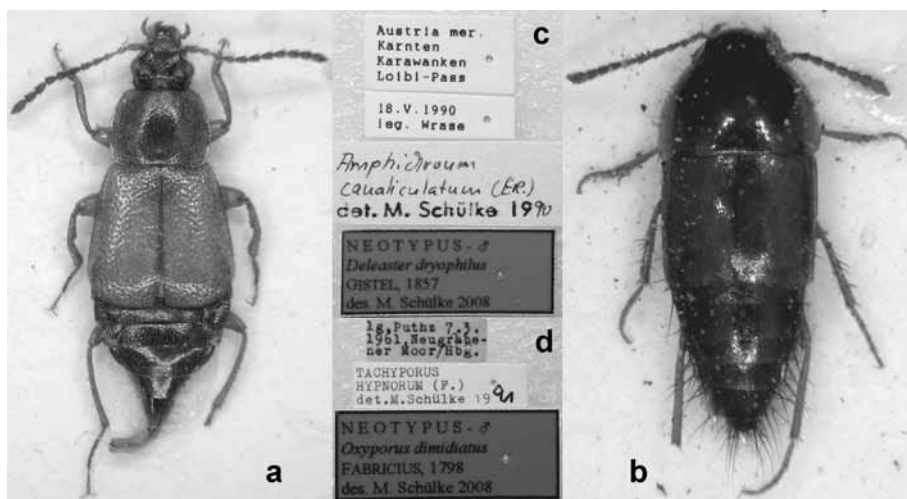 c
Austria mer.
Karnten
Karawanken
Loibl-Pass
18.V.1990
leg. Wrase
Amphichroum
canaliculatum (ER.)
det. M. Schülke 1990
NEOTYPUS-♂
Deleaster dryophilus
GISTEL, 1857
des. M. Schülke 2008
d
lg, Puthz 7.3.
1961, Neugrabe-
ner Moor/Hbg.
TACHYPORUS
HYPNORUM (F.)
det.M.Schülke 1991
NEOTYPUS-♂
Oxyporus dimidiatus
FABRICIUS, 1798
des. M. Schülke 2008
a
b